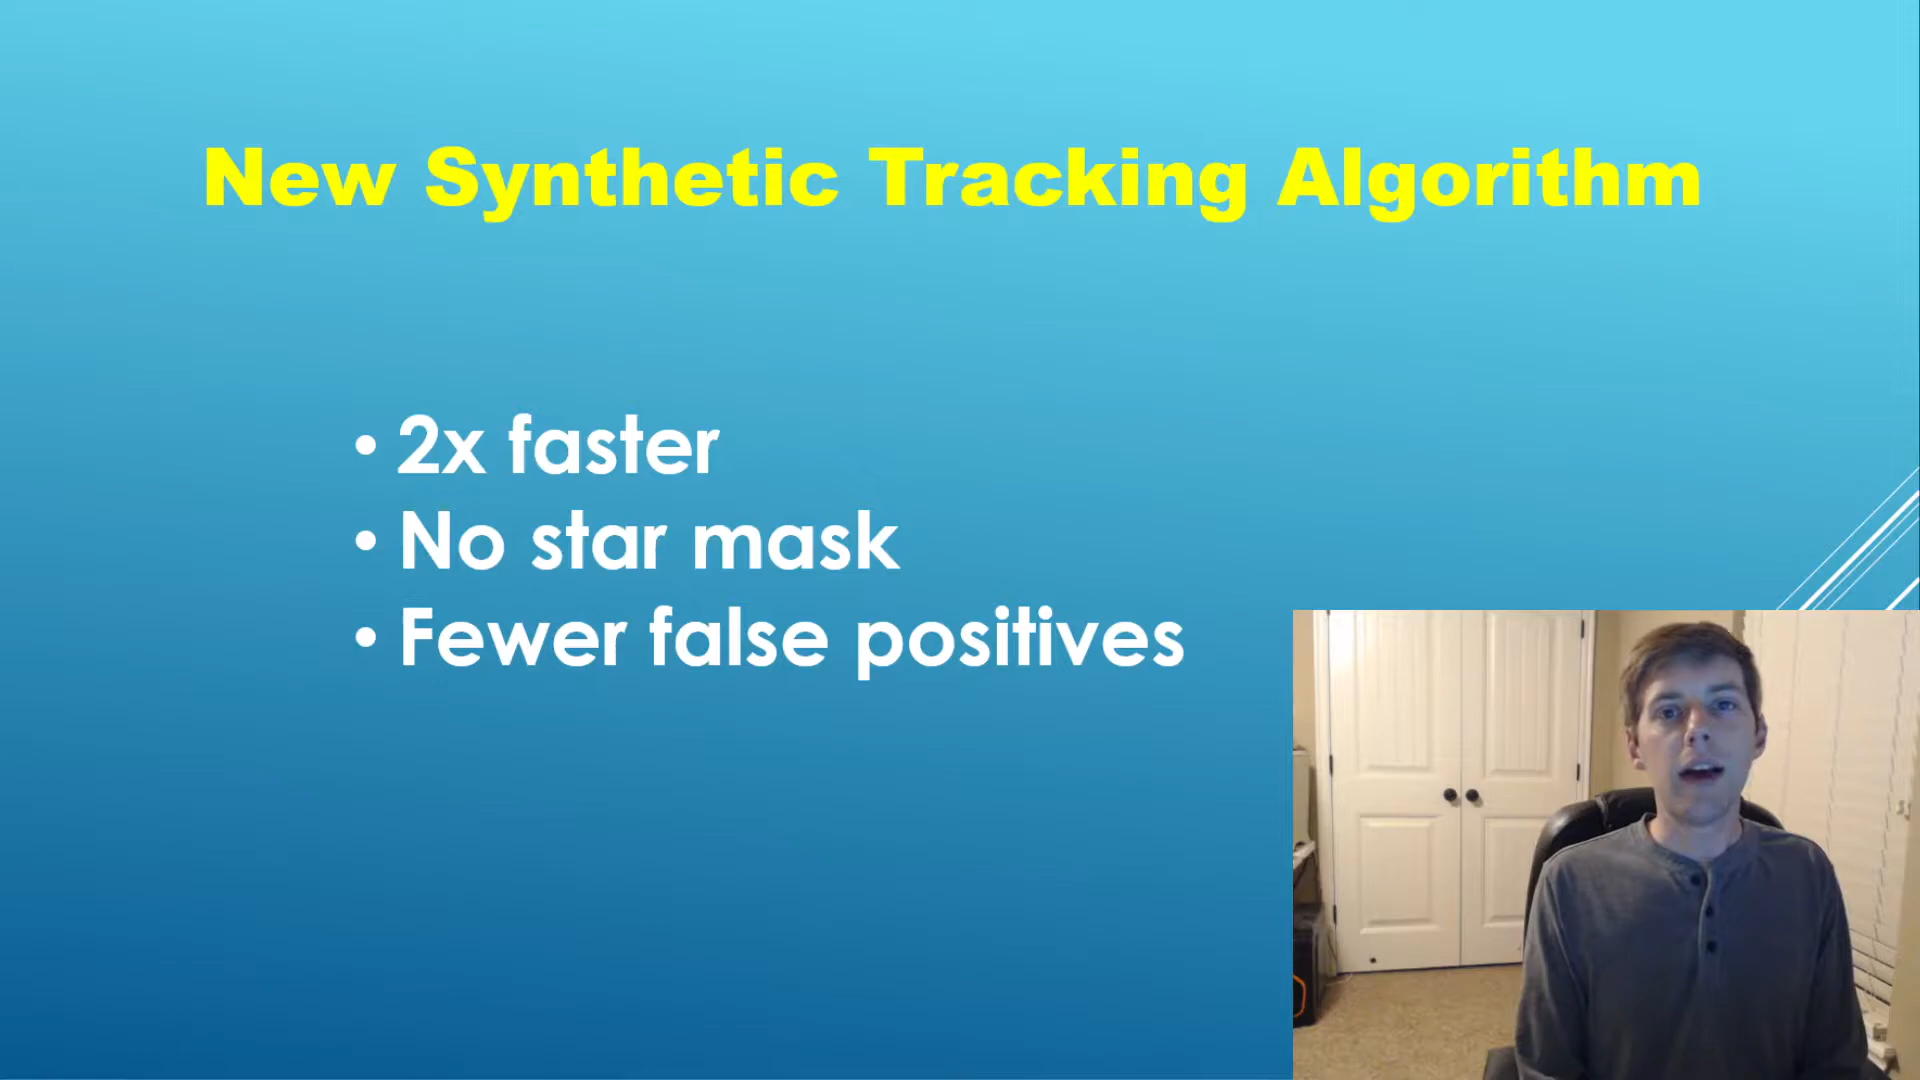 New Synthetic Tracking Algorithm
• 2x faster
• No star mask
• Fewer false positives